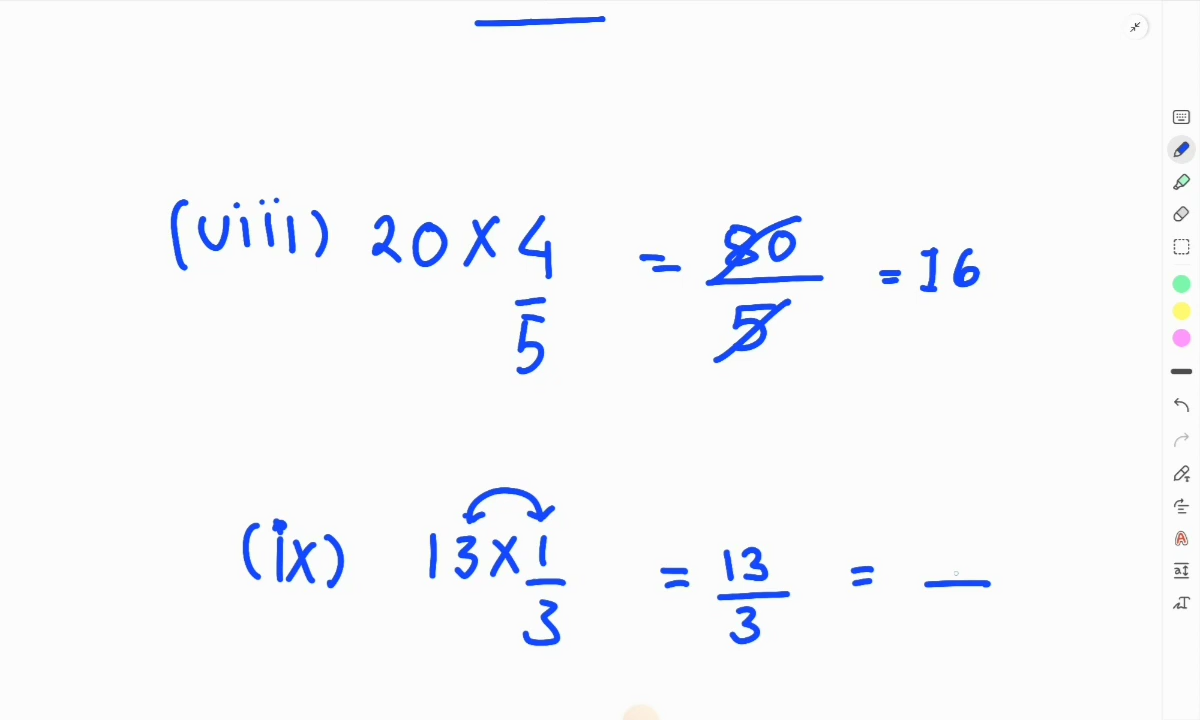 (viii) 20 × 4/5 = 80/5 = 16
(ix) 13 × 1/3 = 13/3 =